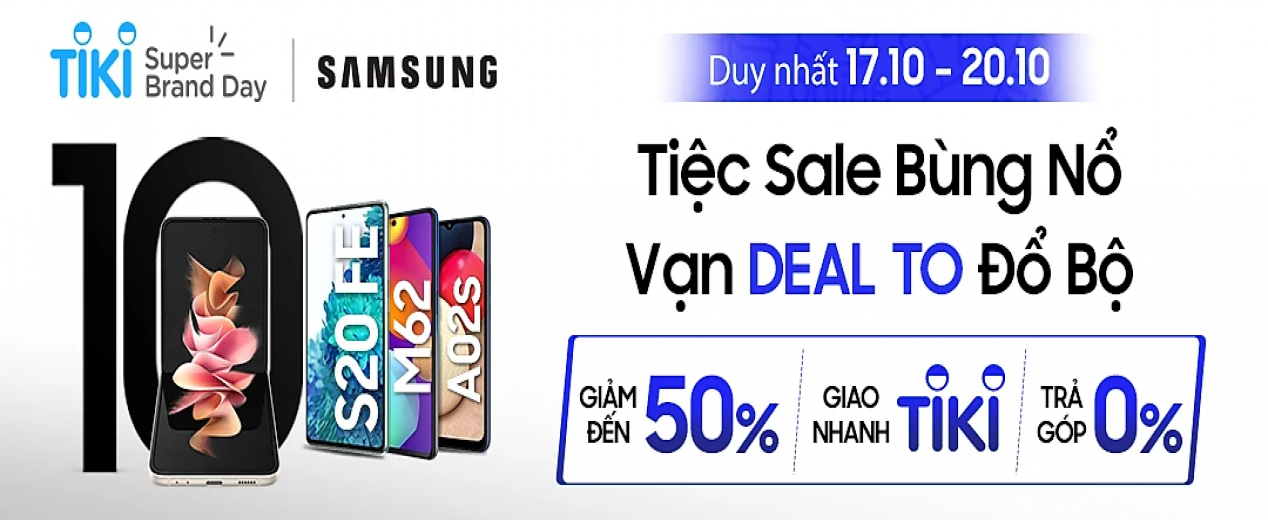 TIKI Super Brand Day | SAMSUNG
Duy nhất 17.10 - 20.10
Tiệc Sale Bùng Nổ
Vạn DEAL TO Đổ Bộ
10
S20 FE
M62
A02s
GIẢM ĐẾN 50%
GIAO NHANH TIKI
TRẢ GÓP 0%